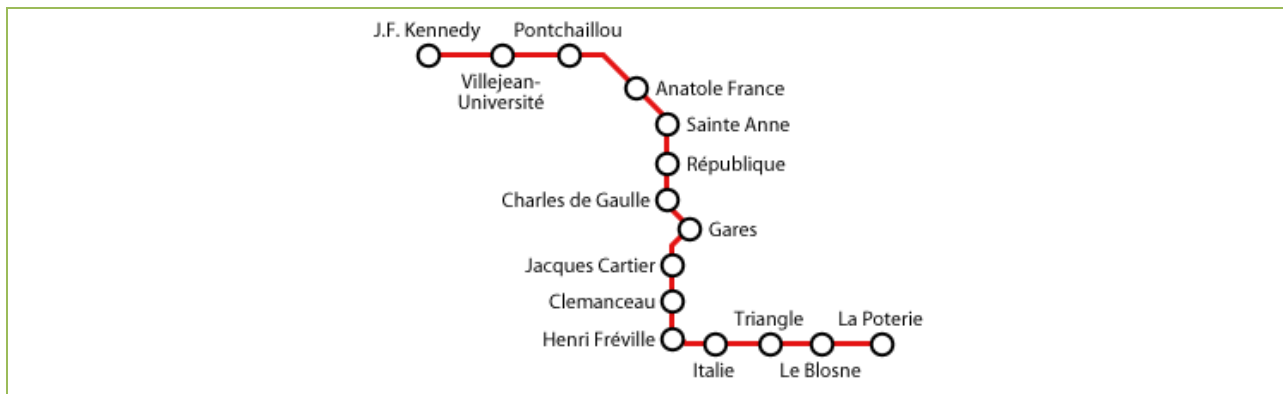 J.F. Kennedy
Pontchaillou
Villejean-
Université
Anatole France
Sainte Anne
République
Charles de Gaulle
Gares
Jacques Cartier
Clemanceau
Henri Fréville
Italie
Triangle
Le Blosne
La Poterie